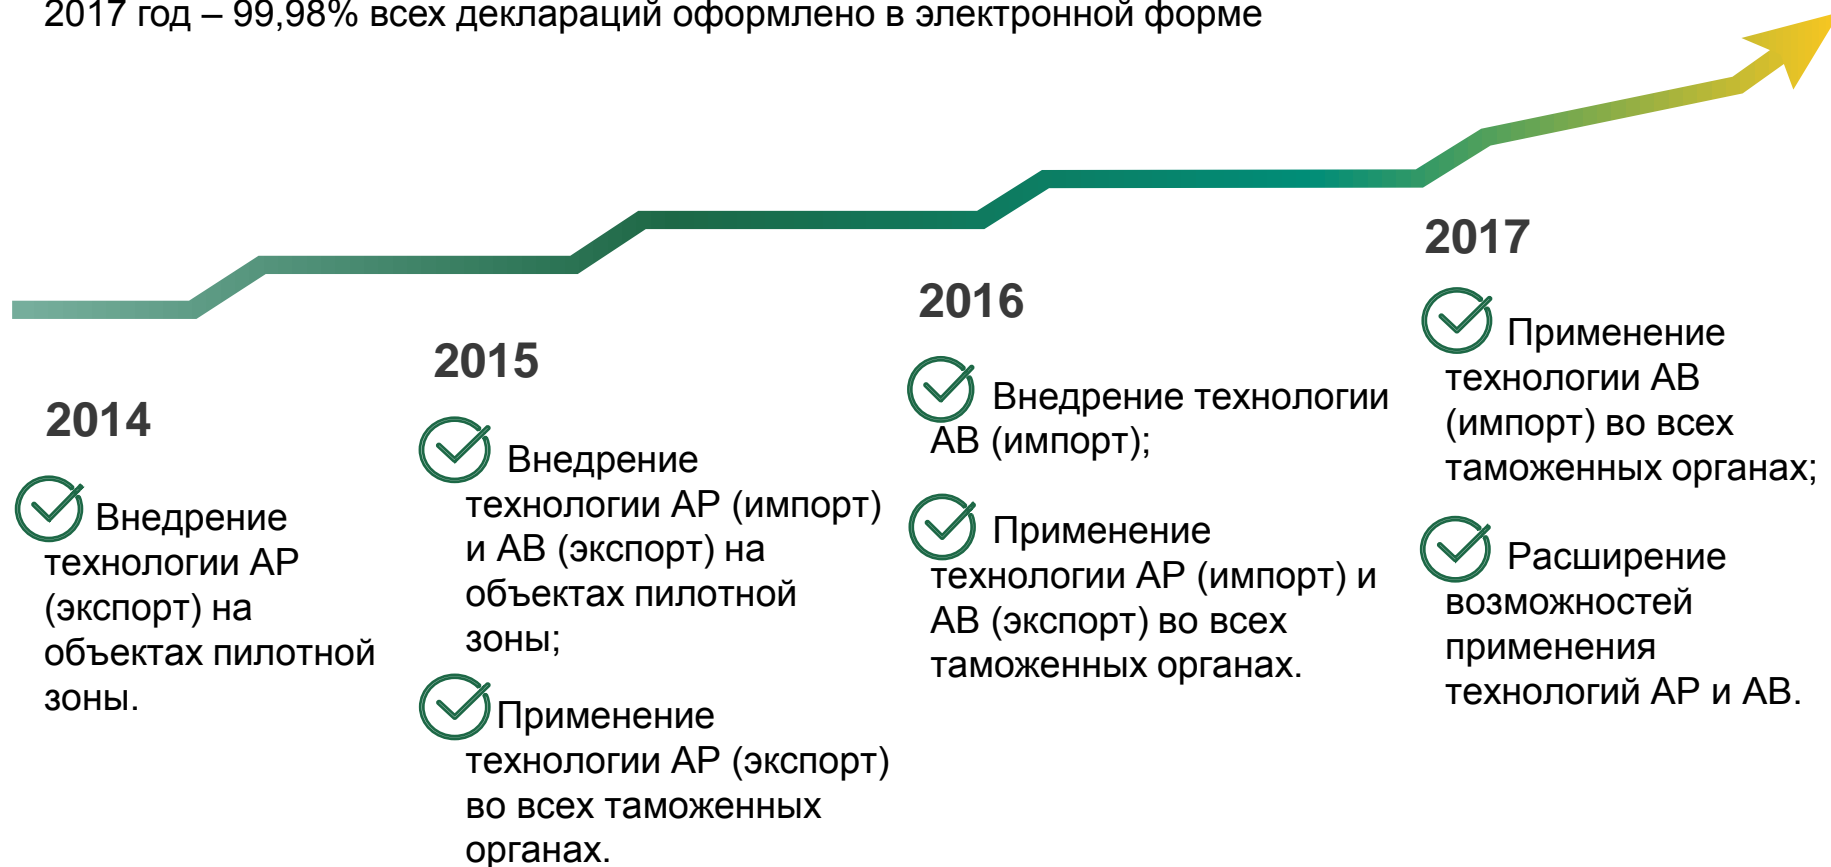 2017 год – 99,98% всех деклараций оформлено в электронной форме
2014
Внедрение
технологии АР
(экспорт) на
объектах пилотной
зоны.
2015
Внедрение
технологии АР (импорт)
и АВ (экспорт) на
объектах пилотной
зоны;
Применение
технологии АР (экспорт)
во всех таможенных
органах.
2016
Внедрение технологии
АВ (импорт);
Применение
технологии АР (импорт) и
АВ (экспорт) во всех
таможенных органах.
2017
Применение
технологии АВ
(импорт) во всех
таможенных органах;
Расширение
возможностей
применения
технологий АР и АВ.